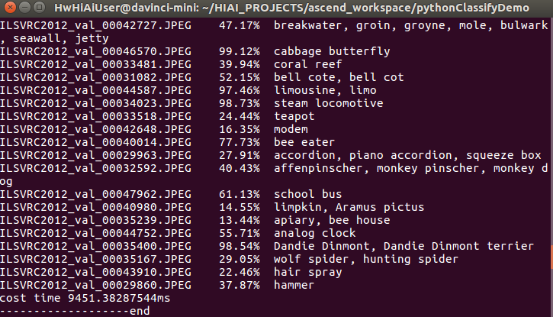 HwHiAiUser@davinci-mini: ~/HIAI_PROJECTS/ascend_workspace/pythonClassifyDemo
ILSVRC2012_val_00042727.JPEG 47.17% breakwater, groin, groyne, mole, bulwark
, seawall, jetty
ILSVRC2012_val_00046570.JPEG 99.12% cabbage butterfly
ILSVRC2012_val_00033481.JPEG 39.94% coral reef
ILSVRC2012_val_00031082.JPEG 52.15% bell cote, bell cot
ILSVRC2012_val_00044587.JPEG 97.46% limousine, limo
ILSVRC2012_val_00034023.JPEG 98.73% steam locomotive
ILSVRC2012_val_00033518.JPEG 24.44% teapot
ILSVRC2012_val_00042648.JPEG 16.35% modem
ILSVRC2012_val_00040014.JPEG 77.73% bee eater
ILSVRC2012_val_00029963.JPEG 27.91% accordion, piano accordion, squeeze box
ILSVRC2012_val_00032592.JPEG 40.43% affenpinscher, monkey pinscher, monkey d
og
ILSVRC2012_val_00047962.JPEG 61.13% school bus
ILSVRC2012_val_00040980.JPEG 14.55% limpkin, Aramus pictus
ILSVRC2012_val_00035239.JPEG 13.44% apiary, bee house
ILSVRC2012_val_00044752.JPEG 55.71% analog clock
ILSVRC2012_val_00035400.JPEG 98.54% Dandie Dinmont, Dandie Dinmont terrier
ILSVRC2012_val_00035167.JPEG 29.05% wolf spider, hunting spider
ILSVRC2012_val_00043910.JPEG 22.46% hair spray
ILSVRC2012_val_00029860.JPEG 37.87% hammer
cost time 9451.38287544ms
--------------------end